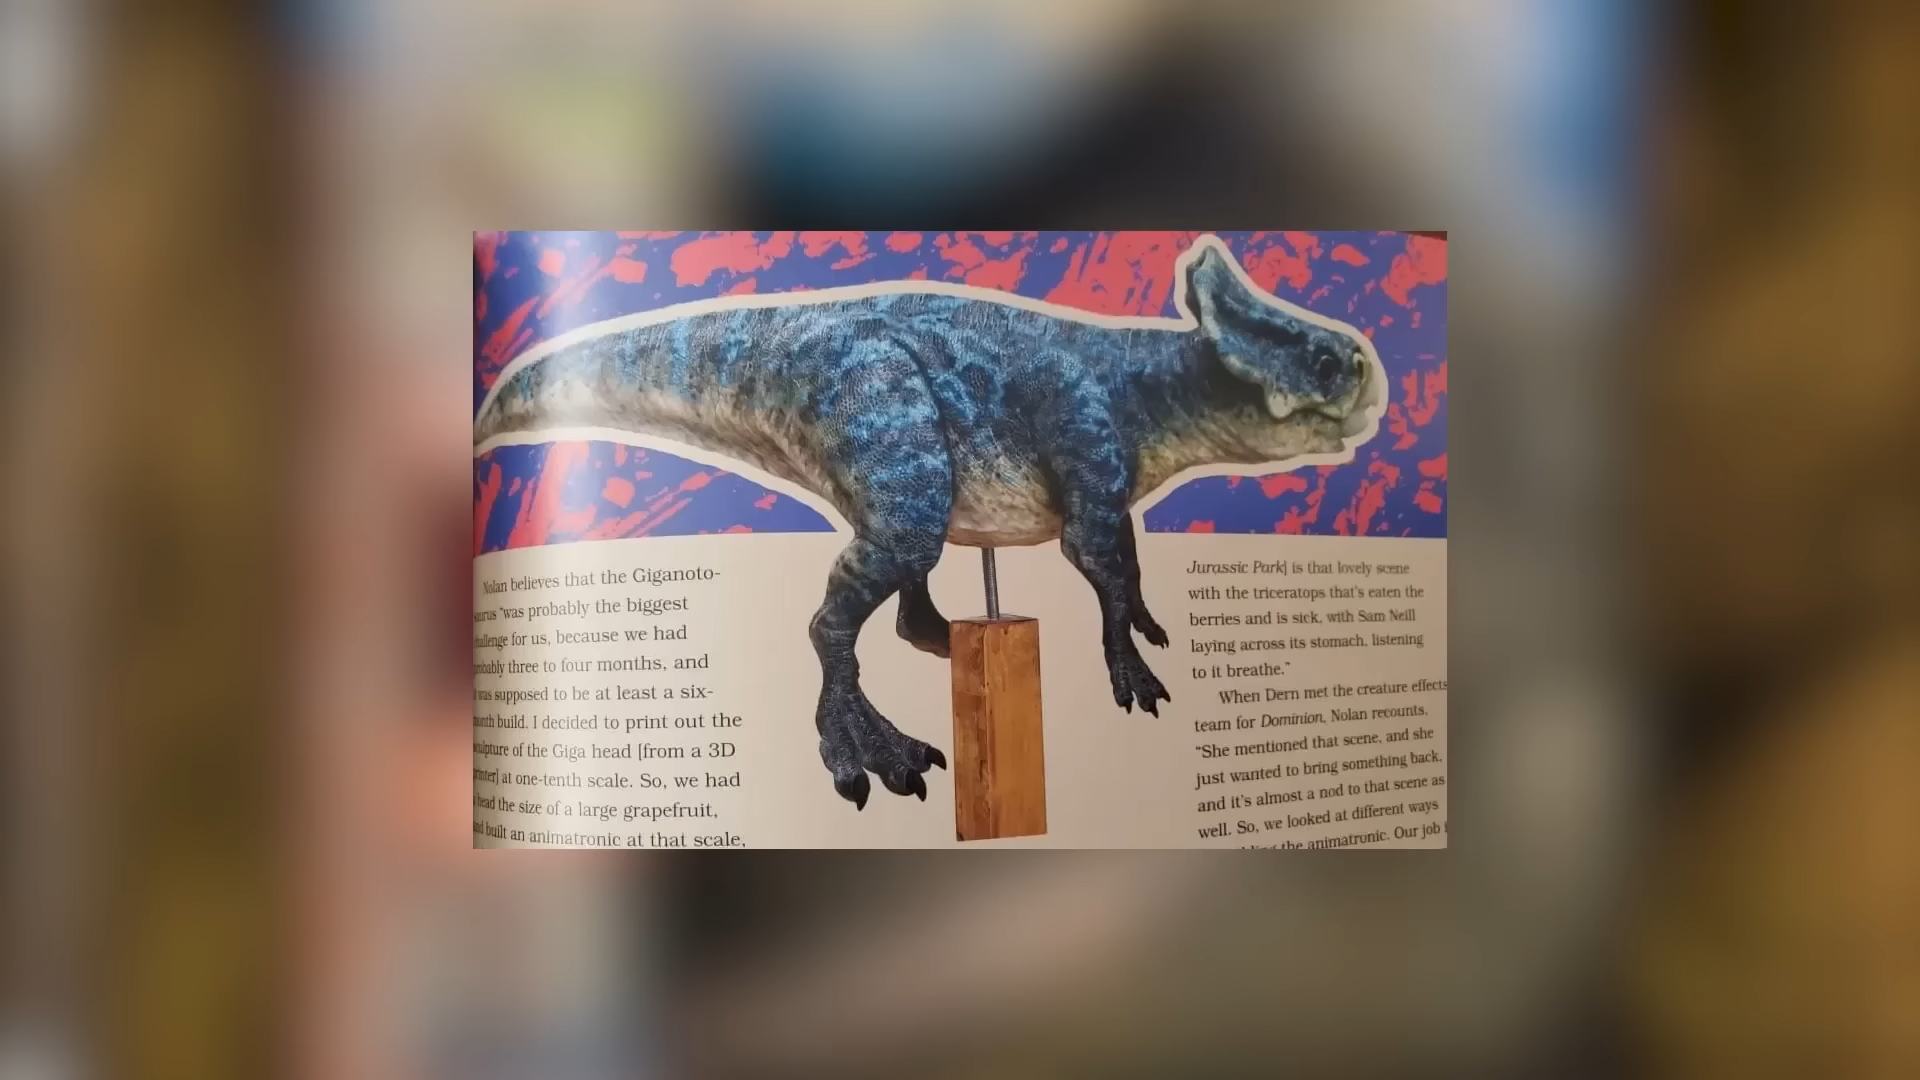 Nolan believes that the Giganoto-
saurus "was probably the biggest
challenge for us, because we had
probably three to four months, and
was supposed to be at least a six-
month build. I decided to print out the
sculpture of the Giga head [from a 3D
printer] at one-tenth scale. So, we had
head the size of a large grapefruit,
and built an animatronic at that scale,
Jurassic Park] is that lovely scene
with the triceratops that's eaten the
berries and is sick, with Sam Neill
laying across its stomach, listening
to it breathe."
When Dern met the creature effects
team for Dominion, Nolan recounts,
"She mentioned that scene, and she
just wanted to bring something back,
and it's almost a nod to that scene as
well. So, we looked at different ways
the animatronic. Our job